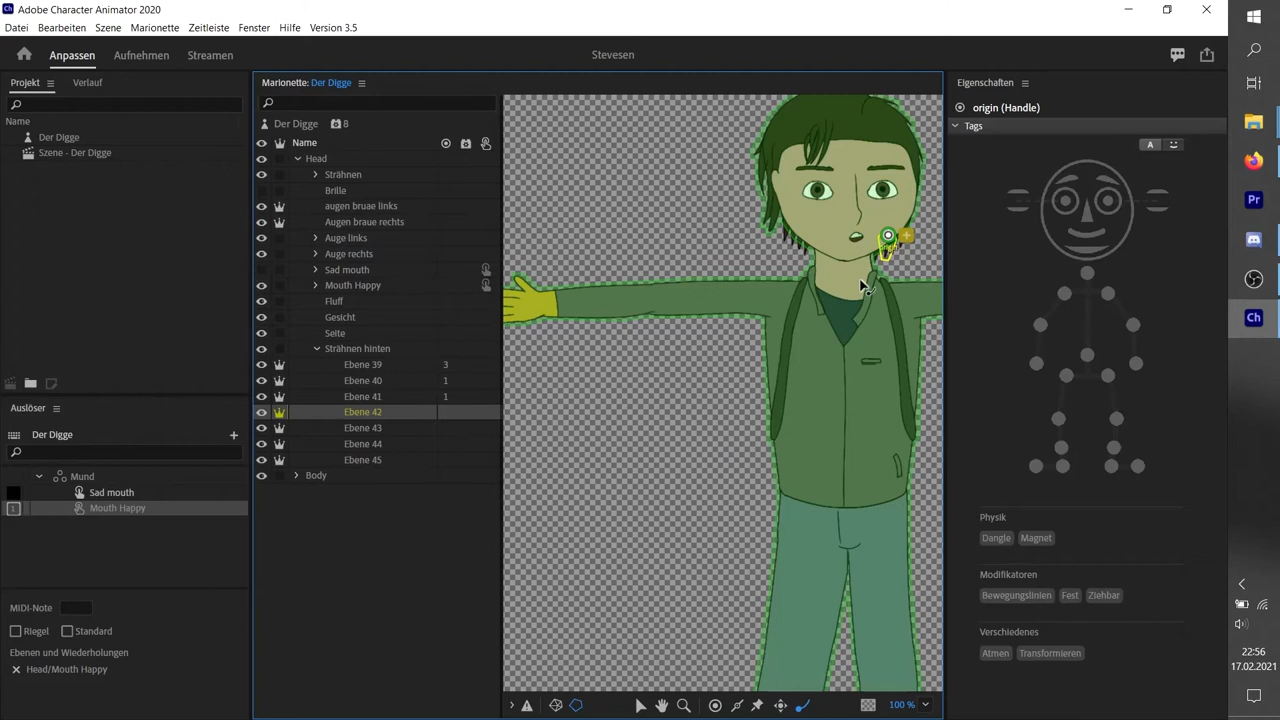 Adobe Character Animator 2020
Datei Bearbeiten Szene Marionette Zeitleiste Fenster Hilfe Version 3.5
Anpassen Aufnehmen Streamen Stevesen
Projekt Verlauf
Name
Der Digge
Szene - Der Digge
Auslöser
Der Digge
Mund
Sad mouth
1 Mouth Happy
MIDI-Note
Riegel Standard
Ebenen und Wiederholungen
Head/Mouth Happy
Marionette: Der Digge
Der Digge 8
Name
Head
Strähnen
Brille
augen bruae links
Augen braue rechts
Auge links
Auge rechts
Sad mouth
Mouth Happy
Fluff
Gesicht
Seite
Strähnen hinten
Ebene 39 3
Ebene 40 1
Ebene 41 1
Ebene 42
Ebene 43
Ebene 44
Ebene 45
Body
100 %
Eigenschaften
origin (Handle)
Tags
A
Physik
Dangle Magnet
Modifikatoren
Bewegungslinien Fest Ziehbar
Verschiedenes
Atmen Transformieren
Pr
Ch
22:56
17.02.2021